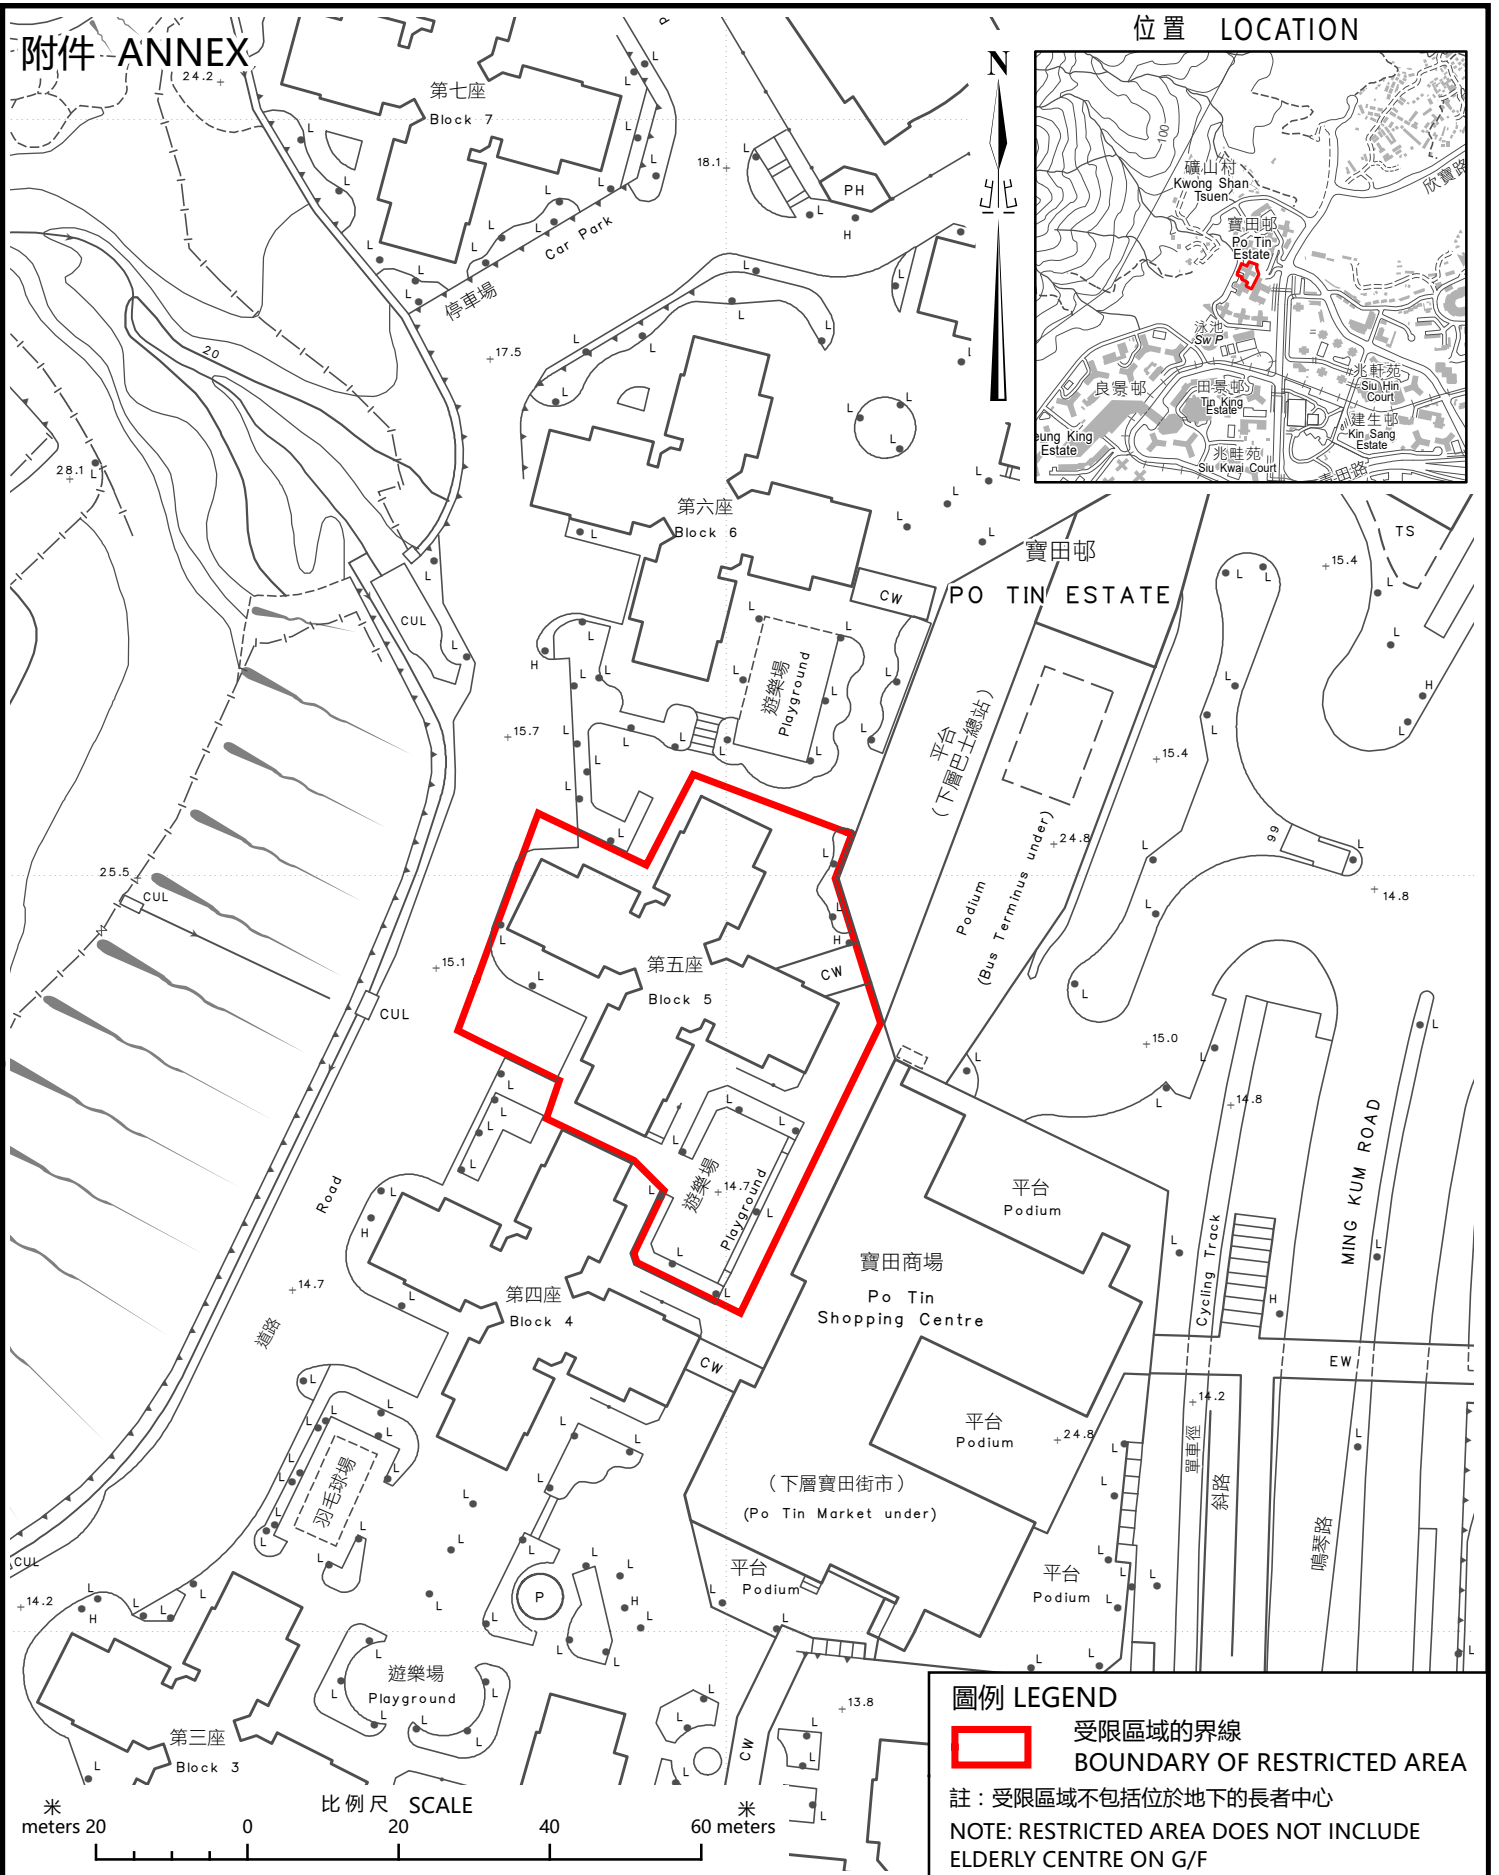 附件 ANNEX
位置 LOCATION
N
100
欣寶路
礦山村
Kwong Shan
Tsuen
寶田邨
Po Tin
Estate
泳池
Sw P
良景邨
田景邨
Tin King
Estate
兆軒苑
Siu Hin
Court
建生邨
Kin Sang
Estate
eung King
Estate
兆畦苑
Siu Kwai Court
青田路
24.2
第七座
Block 7
18.1
PH
H
Car Park
停車場
20
17.5
28.1
第六座
Block 6
CW
寶田邨
PO TIN ESTATE
TS
15.4
CUL
H
15.7
遊樂場
Playground
平台
(下層巴士總站)
Podium
(Bus Terminus under)
15.4
24.8
H
99
14.8
25.5
CUL
15.1
CUL
第五座
Block 5
H
CW
15.0
14.8
遊樂場
Playground
14.7
Road
道路
H
14.7
第四座
Block 4
CW
平台
Podium
寶田商場
Po Tin
Shopping Centre
Cycling Track
MING KUM ROAD
H
EW
14.2
單車徑
斜路
鳴琴路
平台
Podium
24.8
(下層寶田街市)
(Po Tin Market under)
平台
Podium
平台
Podium
羽毛球場
CUL
14.2
H
P
H
遊樂場
Playground
第三座
Block 3
13.8
CW
圖例 LEGEND
受限區域的界線
BOUNDARY OF RESTRICTED AREA
註：受限區域不包括位於地下的長者中心
NOTE: RESTRICTED AREA DOES NOT INCLUDE
ELDERLY CENTRE ON G/F
比例尺 SCALE
米 米
meters 20 0 20 40 60 meters